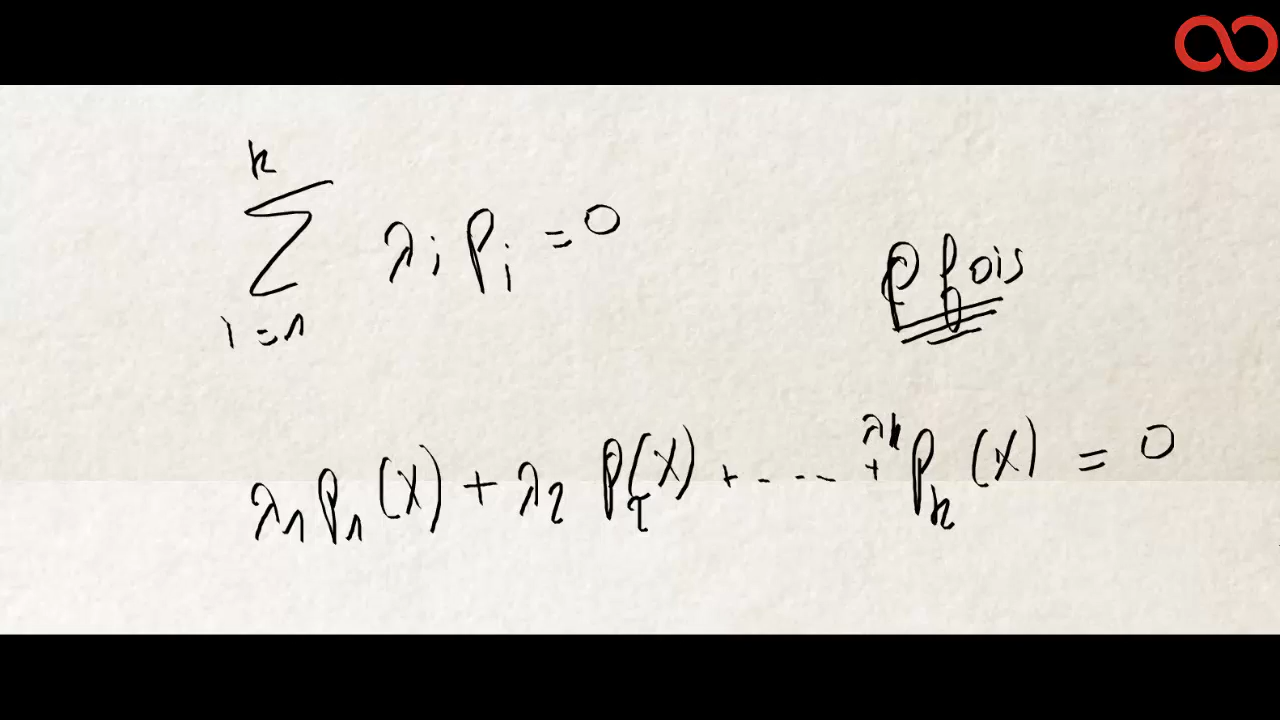 k
∑ λi Pi = 0
i = 1
p fois
λ1 P1 (X) + λ2 P2(X) + - - - - + λk Pk (X) = 0